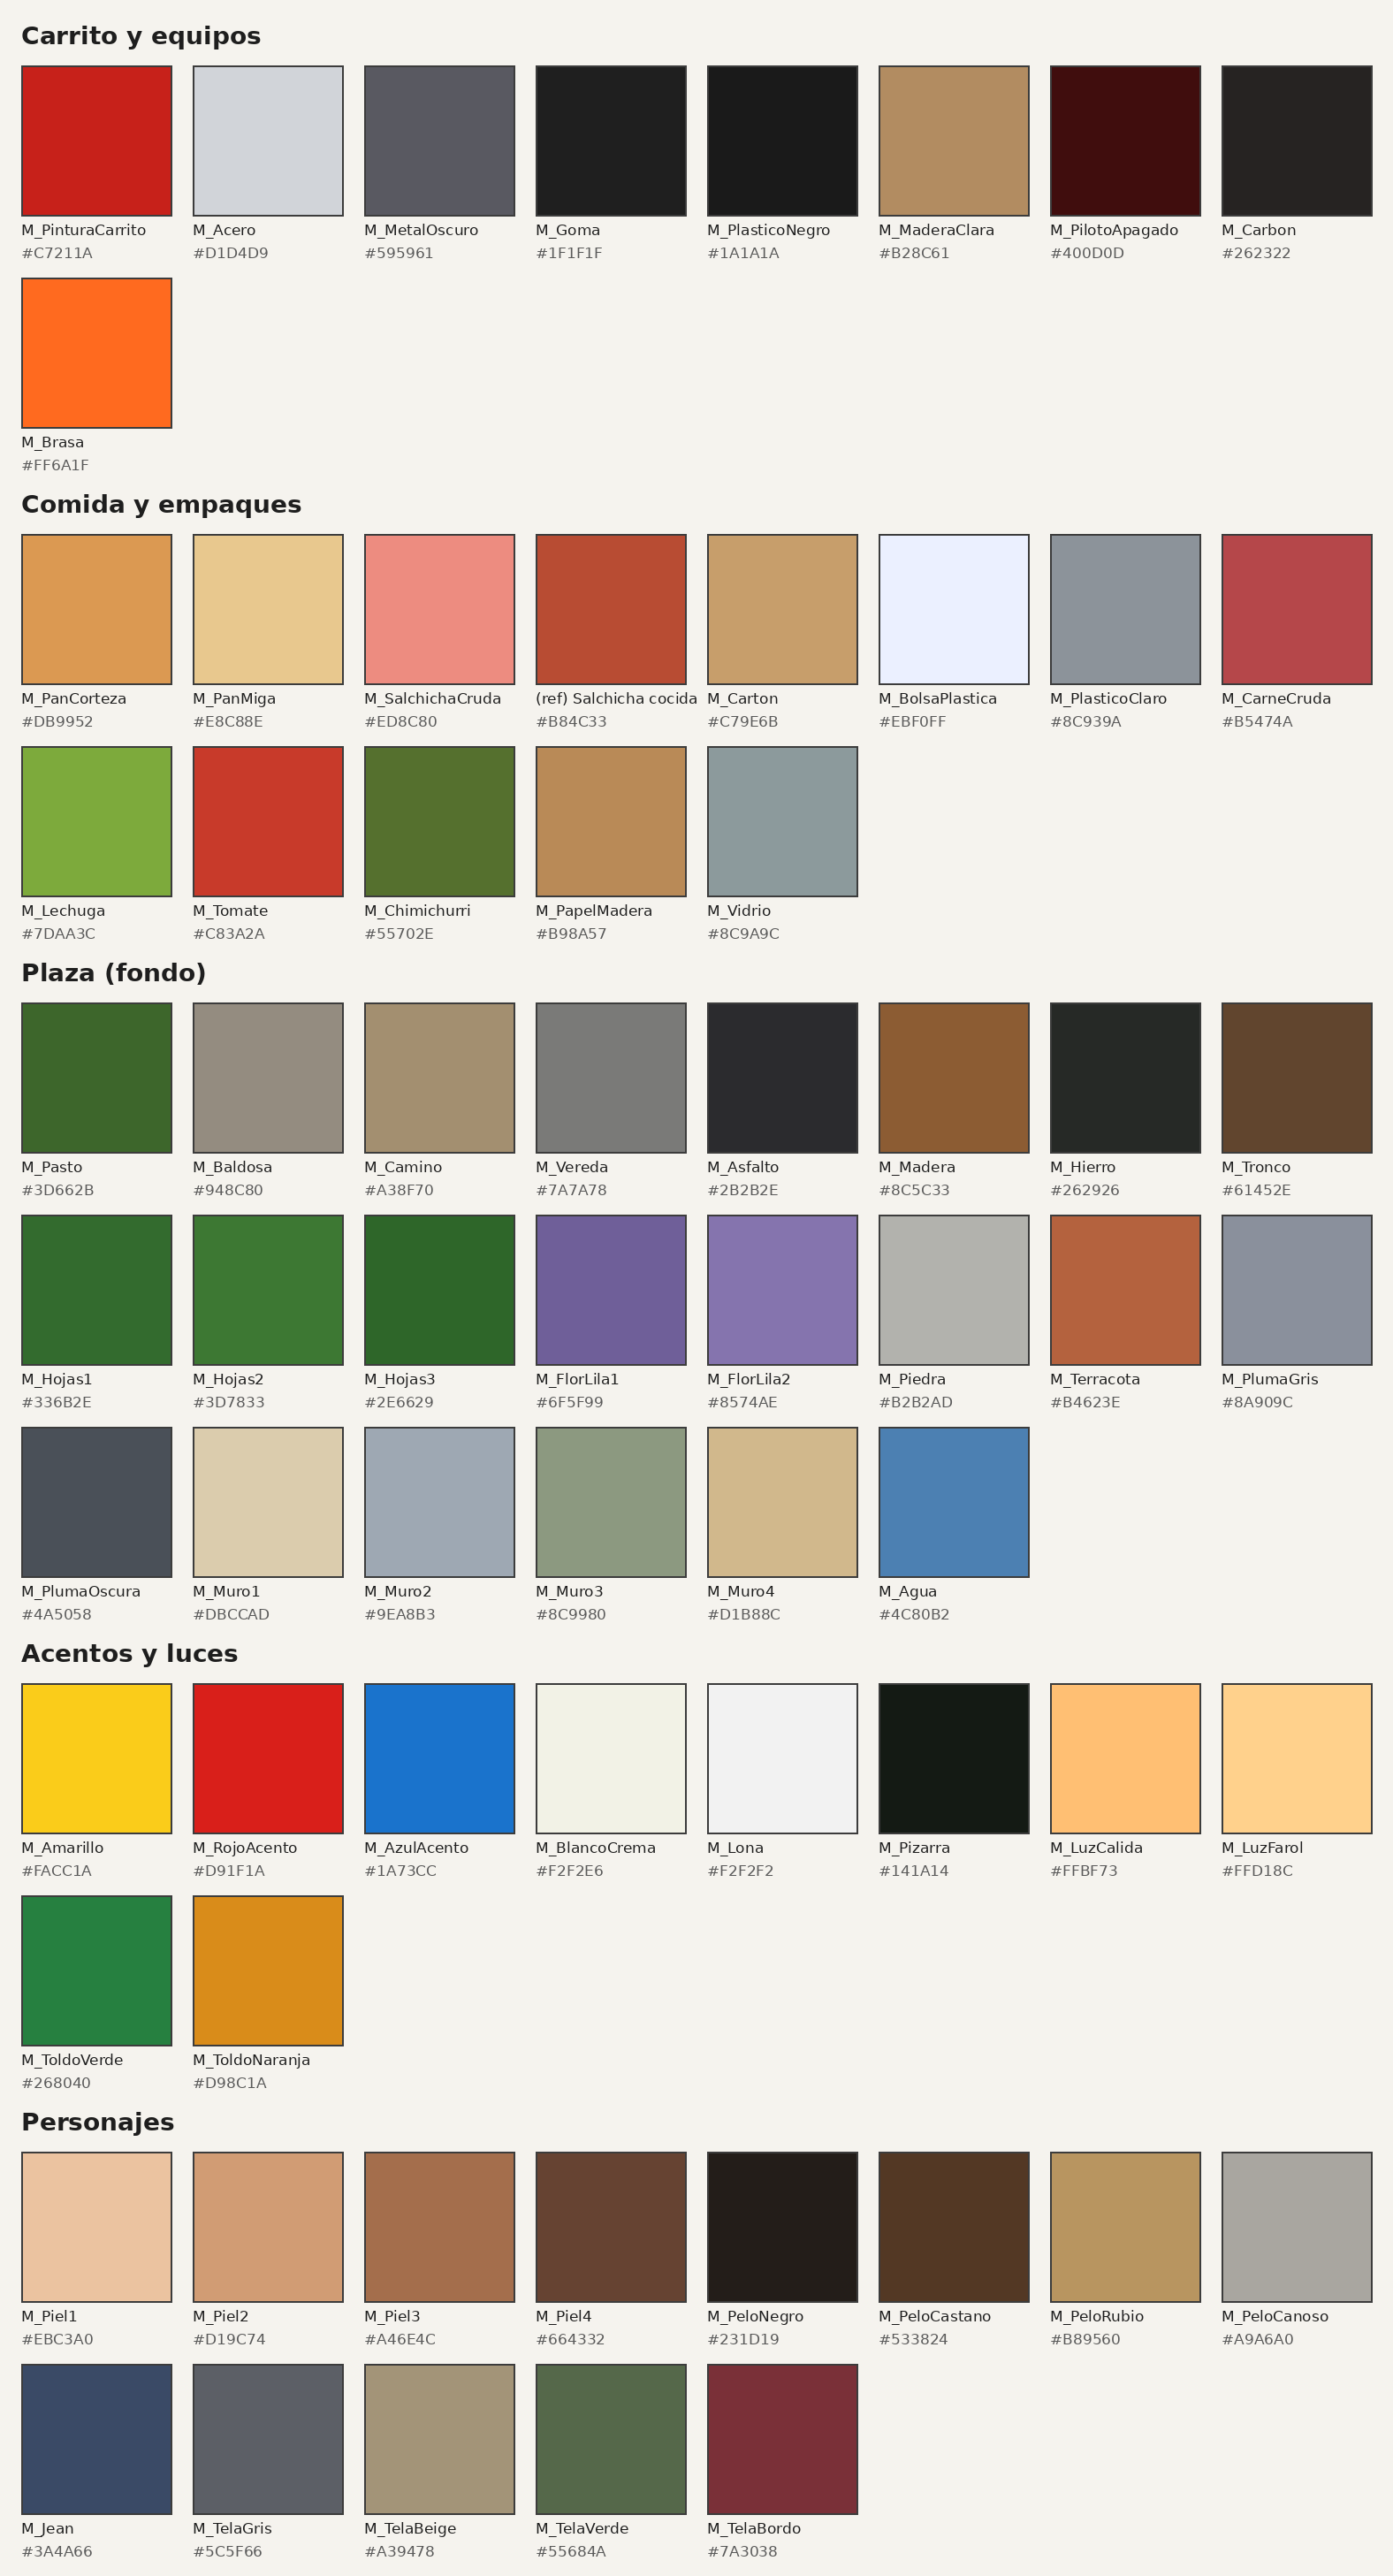 Carrito y equipos
M_PinturaCarrito M_Acero M_MetalOscuro M_Goma M_PlasticoNegro M_MaderaClara M_PilotoApagado M_Carbon
#C7211A #D1D4D9 #595961 #1F1F1F #1A1A1A #B28C61 #400D0D #262322
M_Brasa
#FF6A1F
Comida y empaques
M_PanCorteza M_PanMiga M_SalchichaCruda (ref) Salchicha cocida M_Carton M_BolsaPlastica M_PlasticoClaro M_CarneCruda
#DB9952 #E8C88E #ED8C80 #B84C33 #C79E6B #EBF0FF #8C939A #B5474A
M_Lechuga M_Tomate M_Chimichurri M_PapelMadera M_Vidrio
#7DAA3C #C83A2A #55702E #B98A57 #8C9A9C
Plaza (fondo)
M_Pasto M_Baldosa M_Camino M_Vereda M_Asfalto M_Madera M_Hierro M_Tronco
#3D662B #948C80 #A38F70 #7A7A78 #2B2B2E #8C5C33 #262926 #61452E
M_Hojas1 M_Hojas2 M_Hojas3 M_FlorLila1 M_FlorLila2 M_Piedra M_Terracota M_PlumaGris
#336B2E #3D7833 #2E6629 #6F5F99 #8574AE #B2B2AD #B4623E #8A909C
M_PlumaOscura M_Muro1 M_Muro2 M_Muro3 M_Muro4 M_Agua
#4A5058 #DBCCAD #9EA8B3 #8C9980 #D1B88C #4C80B2
Acentos y luces
M_Amarillo M_RojoAcento M_AzulAcento M_BlancoCrema M_Lona M_Pizarra M_LuzCalida M_LuzFarol
#FACC1A #D91F1A #1A73CC #F2F2E6 #F2F2F2 #141A14 #FFBF73 #FFD18C
M_ToldoVerde M_ToldoNaranja
#268040 #D98C1A
Personajes
M_Piel1 M_Piel2 M_Piel3 M_Piel4 M_PeloNegro M_PeloCastano M_PeloRubio M_PeloCanoso
#EBC3A0 #D19C74 #A46E4C #664332 #231D19 #533824 #B89560 #A9A6A0
M_Jean M_TelaGris M_TelaBeige M_TelaVerde M_TelaBordo
#3A4A66 #5C5F66 #A39478 #55684A #7A3038